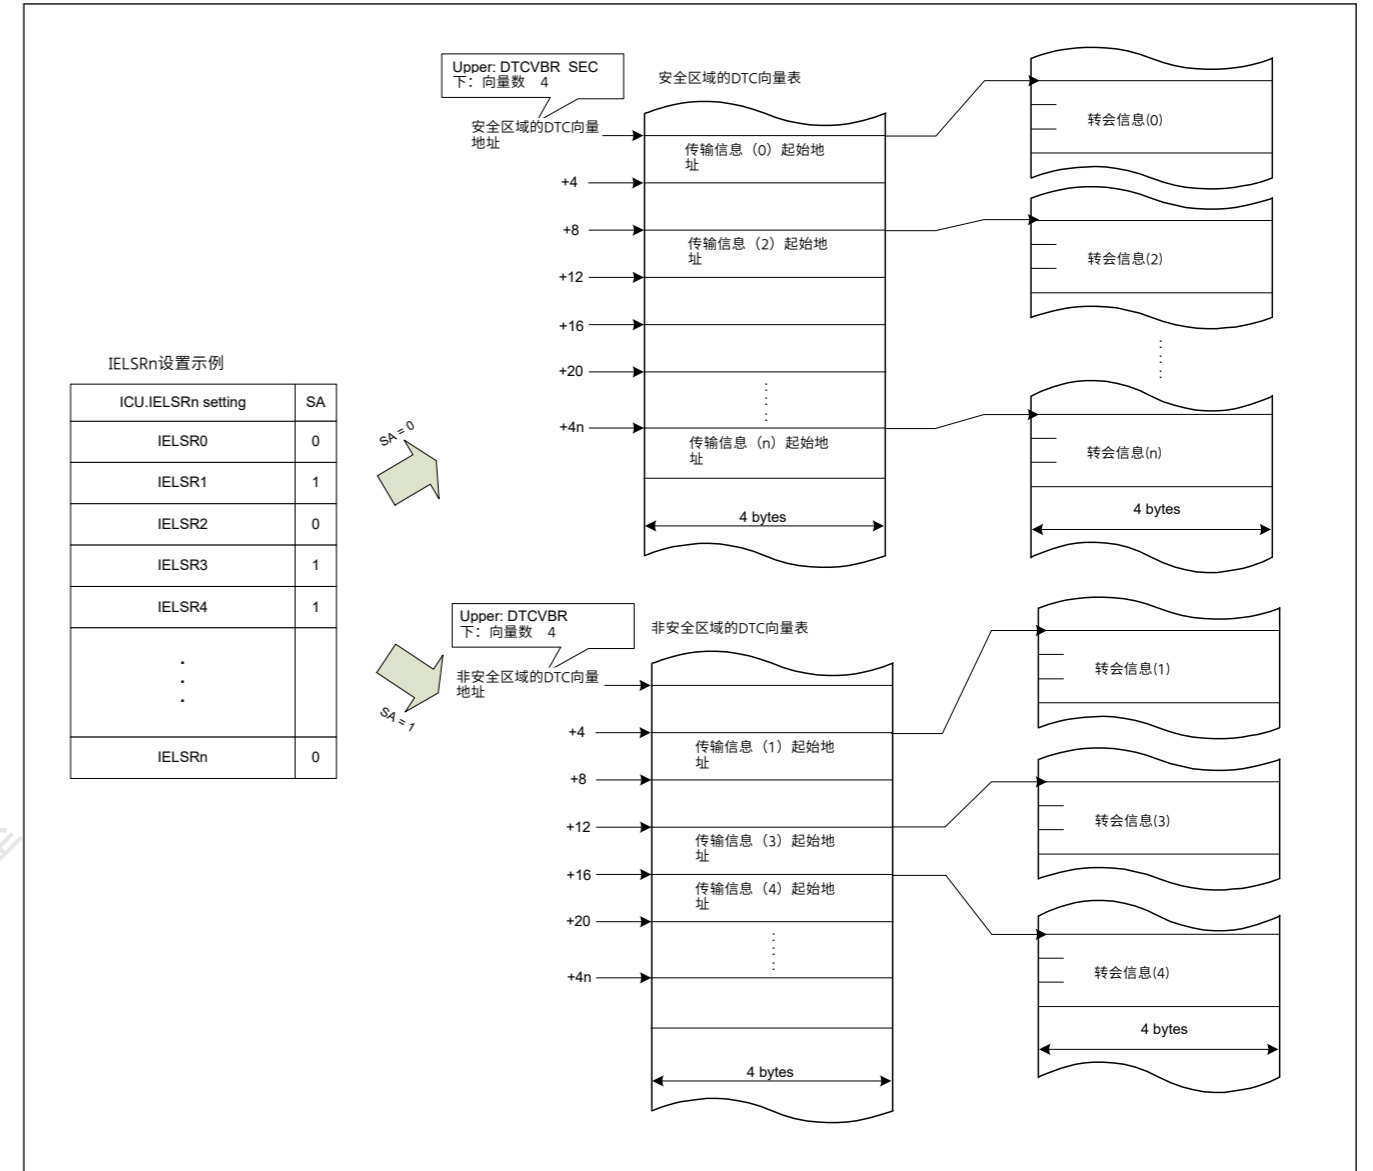 Upper: DTCVBR SEC
下：向量数 4
安全区域的DTC向量表
安全区域的DTC向量
地址
传输信息（0）起始地
址
转会信息(0)
+4
+8
传输信息（2）起始地
址
转会信息(2)
+12
+16
+20
+4n
传输信息（n）起始地
址
转会信息(n)
4 bytes
4 bytes
IELSRn设置示例
ICU.IELSRn setting SA
IELSR0 0
IELSR1 1
IELSR2 0
IELSR3 1
IELSR4 1
IELSRn 0
SA = 0
SA = 1
Upper: DTCVBR
下：向量数 4
非安全区域的DTC向量表
非安全区域的DTC向量
地址
+4
传输信息（1）起始地
址
转会信息(1)
+8
+12
传输信息（3）起始地
址
转会信息(3)
+16
传输信息（4）起始地
址
转会信息(4)
+20
+4n
4 bytes
4 bytes